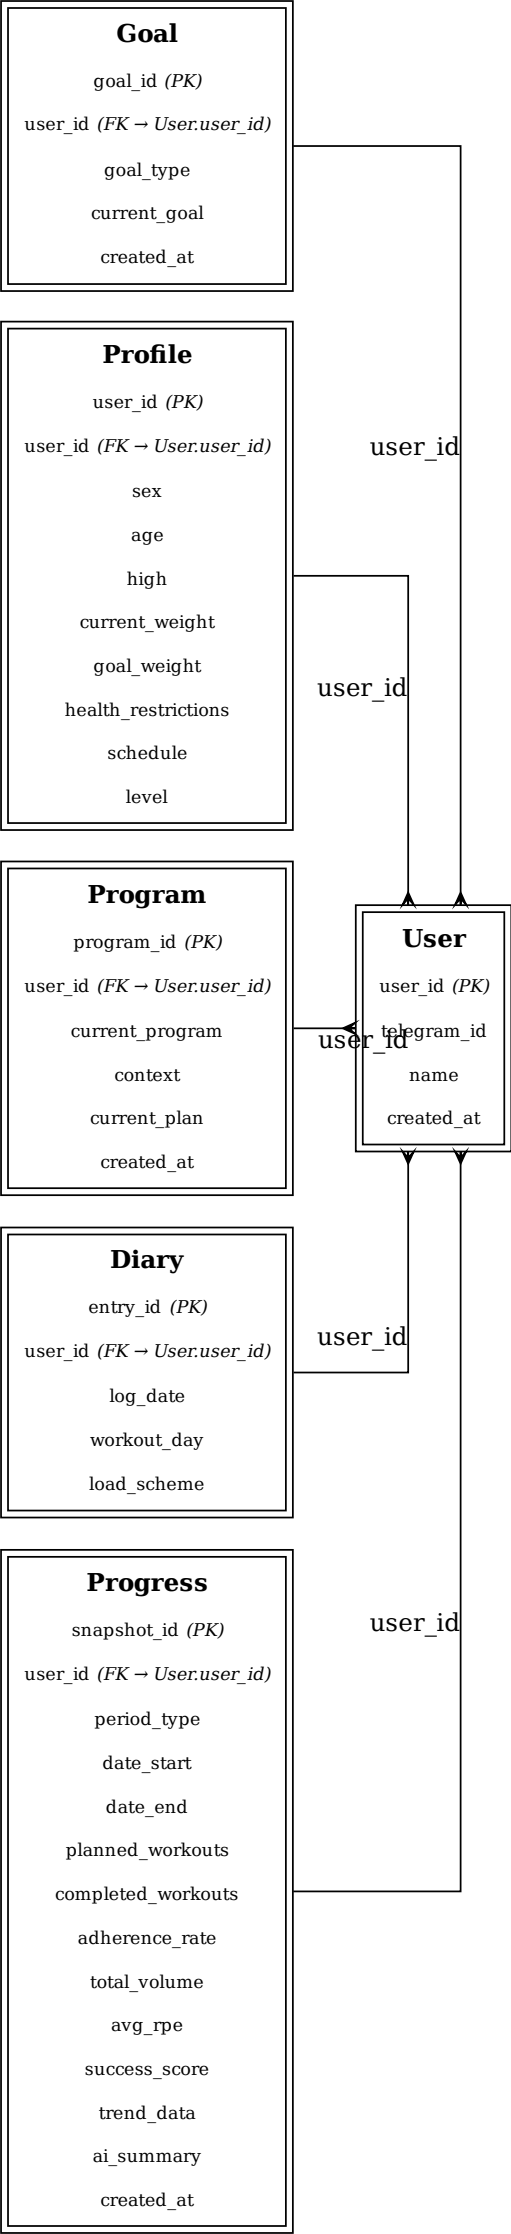 Goal
goal_id (PK)
user_id (FK → User.user_id)
goal_type
current_goal
created_at
Profile
user_id (PK)
user_id (FK → User.user_id)
sex
age
high
current_weight
goal_weight
health_restrictions
schedule
level
user_id
user_id
Program
program_id (PK)
user_id (FK → User.user_id)
current_program
context
current_plan
created_at
user_id
User
user_id (PK)
telegram_id
name
created_at
Diary
entry_id (PK)
user_id (FK → User.user_id)
log_date
workout_day
load_scheme
user_id
Progress
snapshot_id (PK)
user_id (FK → User.user_id)
period_type
date_start
date_end
planned_workouts
completed_workouts
adherence_rate
total_volume
avg_rpe
success_score
trend_data
ai_summary
created_at
user_id